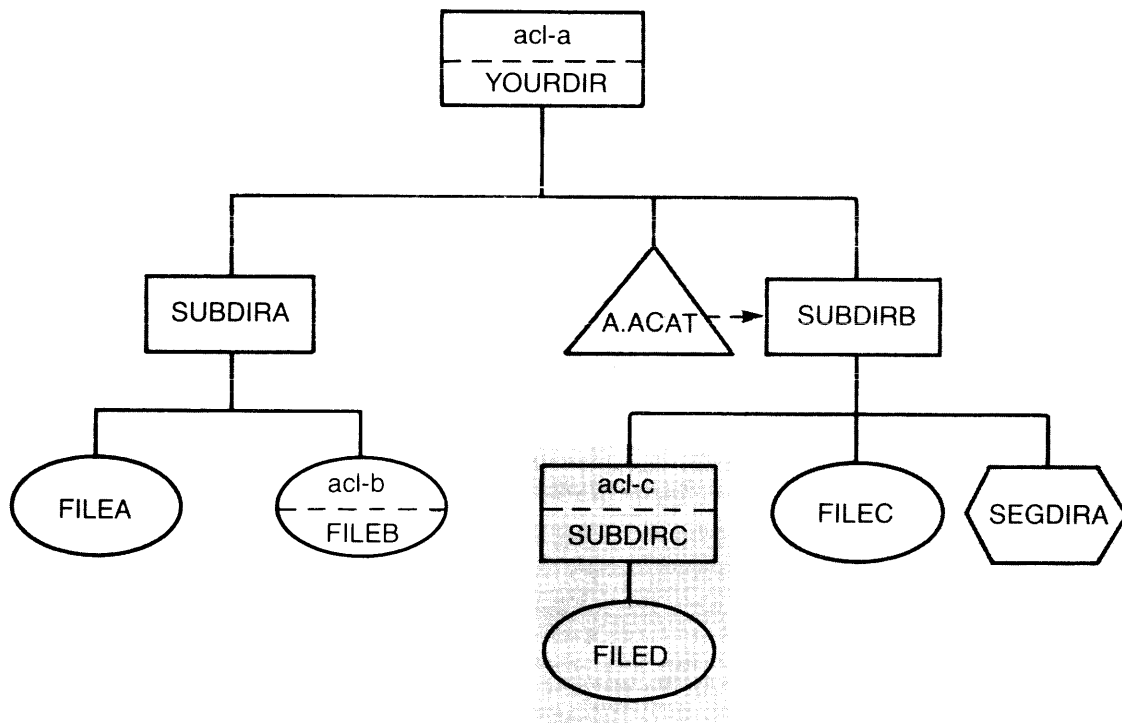 acl-a
YOURDIR
SUBDIRA
A.ACAT
SUBDIRB
FILEA
acl-b
FILEB
acl-c
SUBDIRC
FILEC
SEGDIRA
FILED